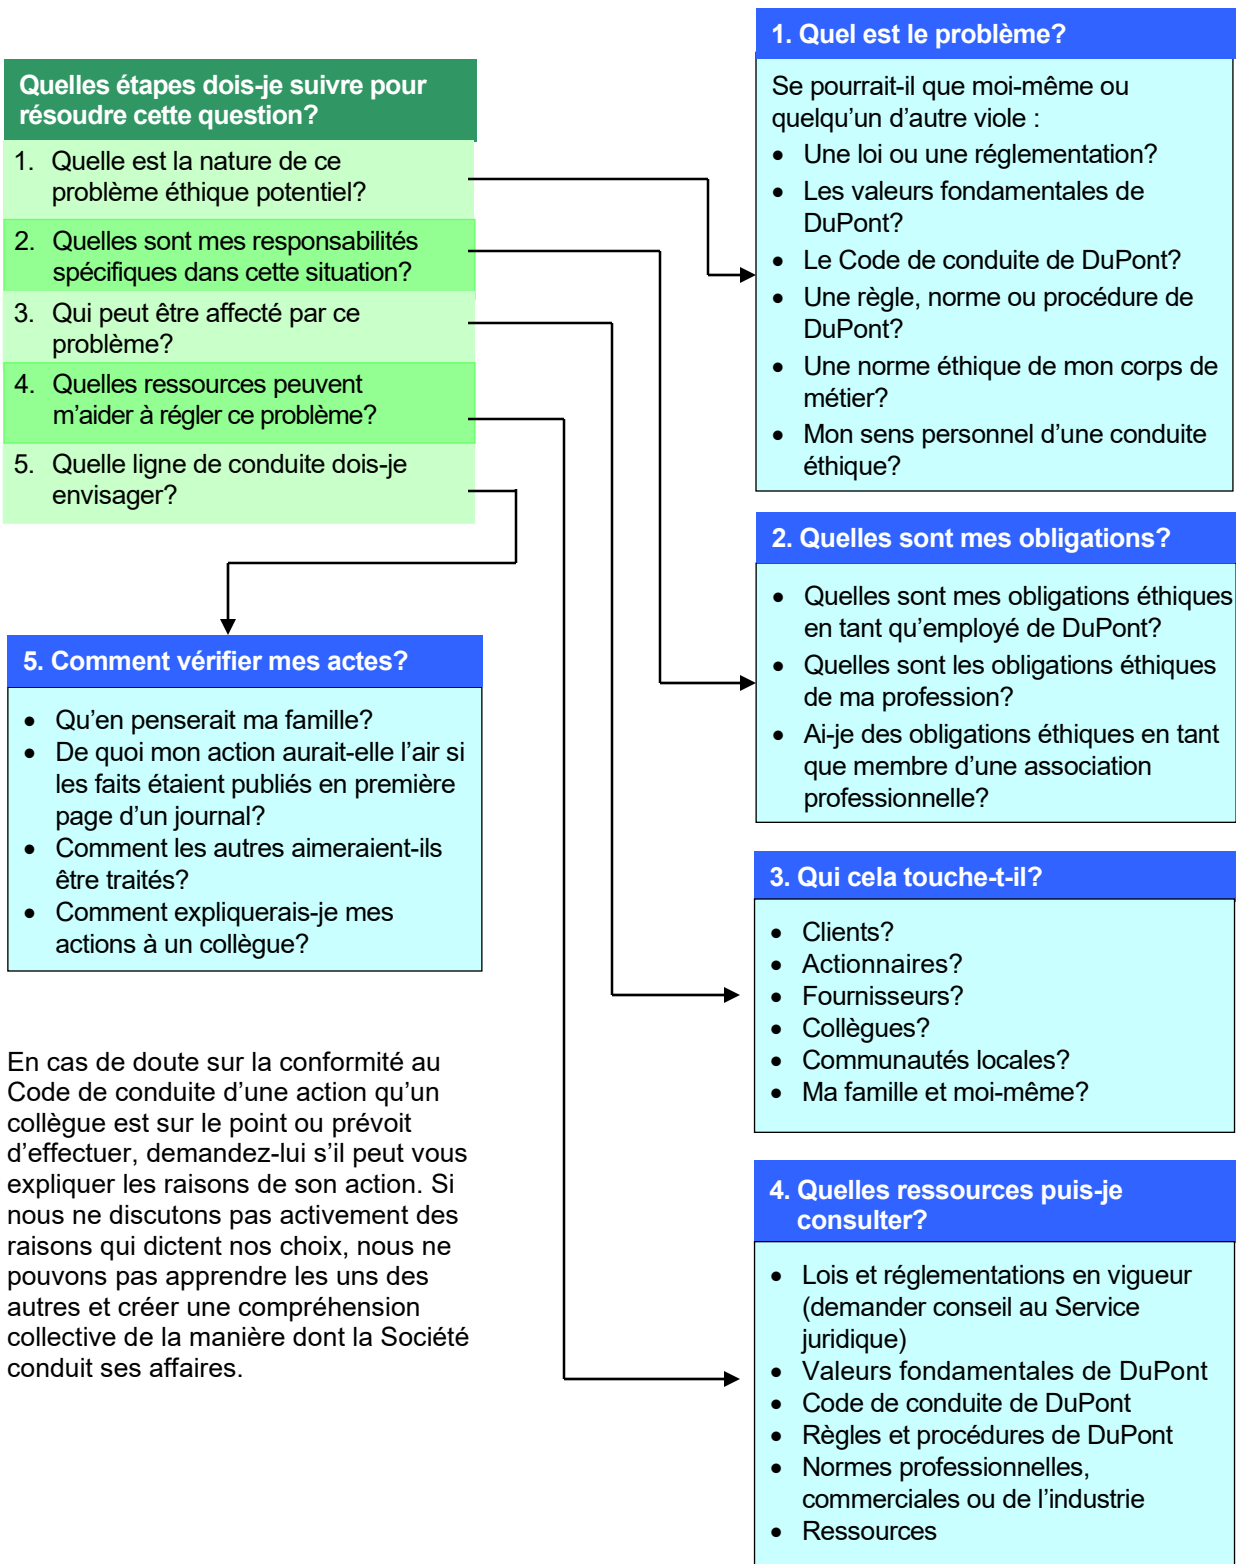 Quelles étapes dois-je suivre pour
résoudre cette question?
1. Quelle est la nature de ce
problème éthique potentiel?
2. Quelles sont mes responsabilités
spécifiques dans cette situation?
3. Qui peut être affecté par ce
problème?
4. Quelles ressources peuvent
m’aider à régler ce problème?
5. Quelle ligne de conduite dois-je
envisager?
1. Quel est le problème?
Se pourrait-il que moi-même ou
quelqu’un d’autre viole :
• Une loi ou une réglementation?
• Les valeurs fondamentales de
DuPont?
• Le Code de conduite de DuPont?
• Une règle, norme ou procédure de
DuPont?
• Une norme éthique de mon corps de
métier?
• Mon sens personnel d’une conduite
éthique?
2. Quelles sont mes obligations?
• Quelles sont mes obligations éthiques
en tant qu’employé de DuPont?
• Quelles sont les obligations éthiques
de ma profession?
• Ai-je des obligations éthiques en tant
que membre d’une association
professionnelle?
3. Qui cela touche-t-il?
• Clients?
• Actionnaires?
• Fournisseurs?
• Collègues?
• Communautés locales?
• Ma famille et moi-même?
4. Quelles ressources puis-je
consulter?
• Lois et réglementations en vigueur
(demander conseil au Service
juridique)
• Valeurs fondamentales de DuPont
• Code de conduite de DuPont
• Règles et procédures de DuPont
• Normes professionnelles,
commerciales ou de l’industrie
• Ressources
5. Comment vérifier mes actes?
• Qu’en penserait ma famille?
• De quoi mon action aurait-elle l’air si
les faits étaient publiés en première
page d’un journal?
• Comment les autres aimeraient-ils
être traités?
• Comment expliquerais-je mes
actions à un collègue?
En cas de doute sur la conformité au
Code de conduite d’une action qu’un
collègue est sur le point ou prévoit
d’effectuer, demandez-lui s’il peut vous
expliquer les raisons de son action. Si
nous ne discutons pas activement des
raisons qui dictent nos choix, nous ne
pouvons pas apprendre les uns des
autres et créer une compréhension
collective de la manière dont la Société
conduit ses affaires.